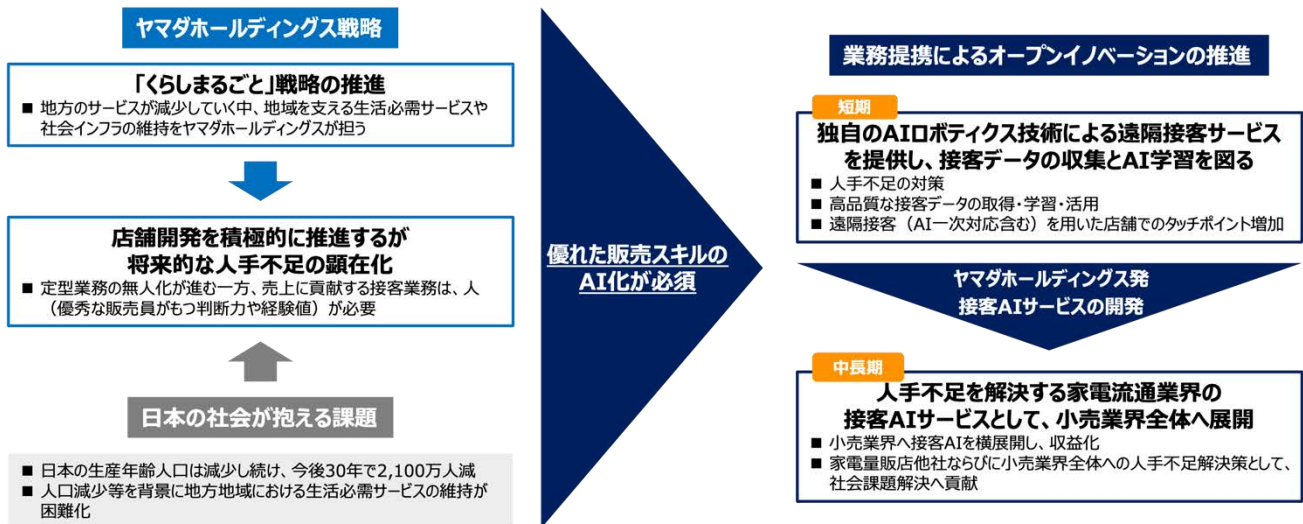 ヤマダホールディングス戦略
「くらしまるごと」戦略の推進
■ 地方のサービスが減少していく中、地域を支える生活必需サービスや
社会インフラの維持をヤマダホールディングスが担う
店舗開発を積極的に推進するが
将来的な人手不足の顕在化
■ 定型業務の無人化が進む一方、売上に貢献する接客業務は、人
（優秀な販売員がもつ判断力や経験値）が必要
日本の社会が抱える課題
■ 日本の生産年齢人口は減少し続け、今後30年で2,100万人減
■ 人口減少等を背景に地方地域における生活必需サービスの維持が
困難化
優れた販売スキルの
AI化が必須
業務提携によるオープンイノベーションの推進
短期
独自のAIロボティクス技術による遠隔接客サービス
を提供し、接客データの収集とAI学習を図る
■ 人手不足の対策
■ 高品質な接客データの取得・学習・活用
■ 遠隔接客（AI一次対応含む）を用いた店舗でのタッチポイント増加
ヤマダホールディングス発
接客AIサービスの開発
中長期
人手不足を解決する家電流通業界の
接客AIサービスとして、小売業界全体へ展開
■ 小売業界へ接客AIを横展開し、収益化
■ 家電量販店他社ならびに小売業界全体への人手不足解決策として、
社会課題解決へ貢献